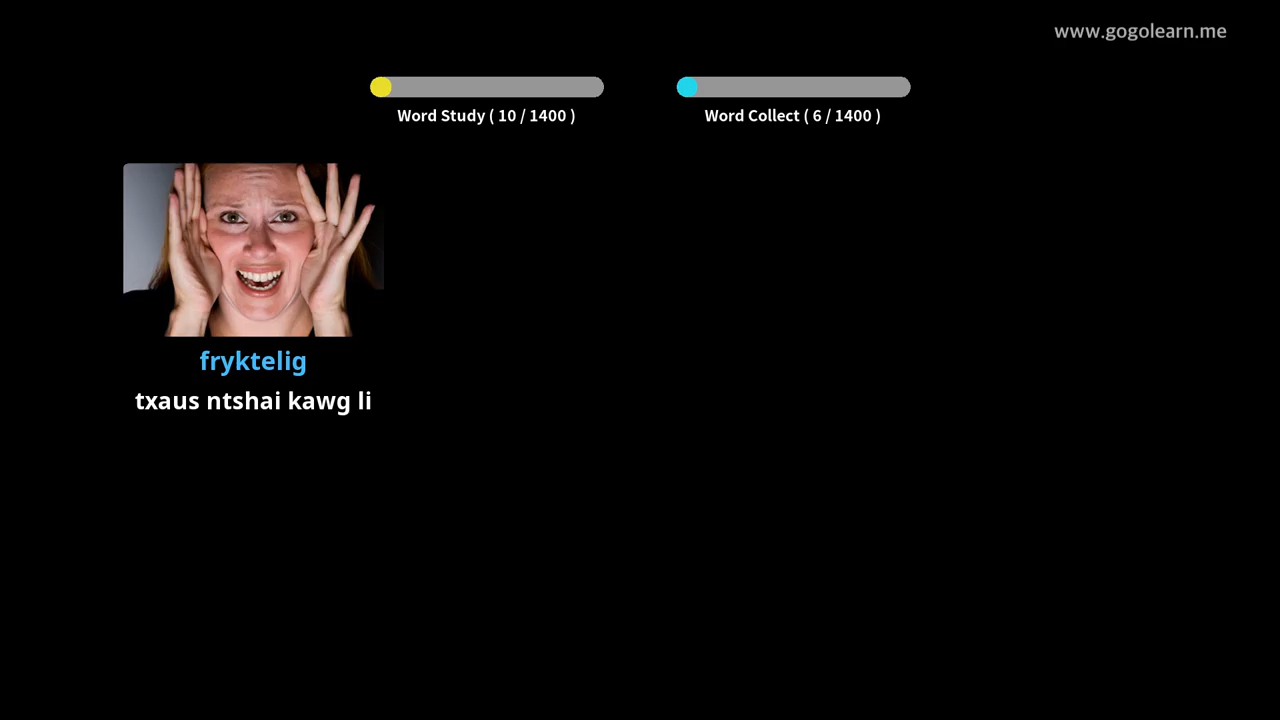 www.gogolearn.me
Word Study ( 10 / 1400 )
Word Collect ( 6 / 1400 )
fryktelig
txaus ntshai kawg li